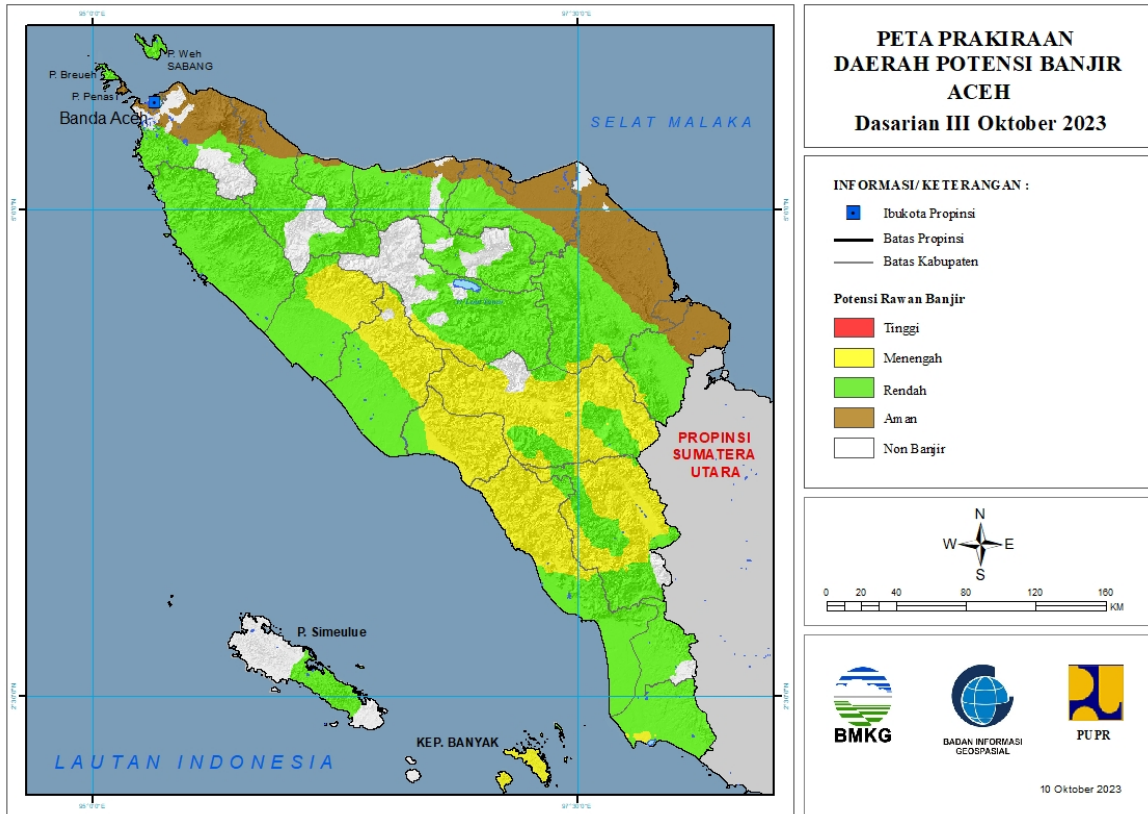 P. Weh
SABANG
P. Breueh
P. Penasi
Banda Aceh
SELAT MALAKA
PROPINSI
SUMATERA
UTARA
P. Simeulue
KEP. BANYAK
LAUTAN INDONESIA
PETA PRAKIRAAN
DAERAH POTENSI BANJIR
ACEH
Dasarian III Oktober 2023
INFORMASI/ KETERANGAN :
Ibukota Propinsi
Batas Propinsi
Batas Kabupaten
Potensi Rawan Banjir
Tinggi
Menengah
Rendah
Aman
Non Banjir
N
W E
S
0 20 40 80 120 160
KM
BMKG
BADAN INFORMASI
GEOSPASIAL
PUPR
10 Oktober 2023